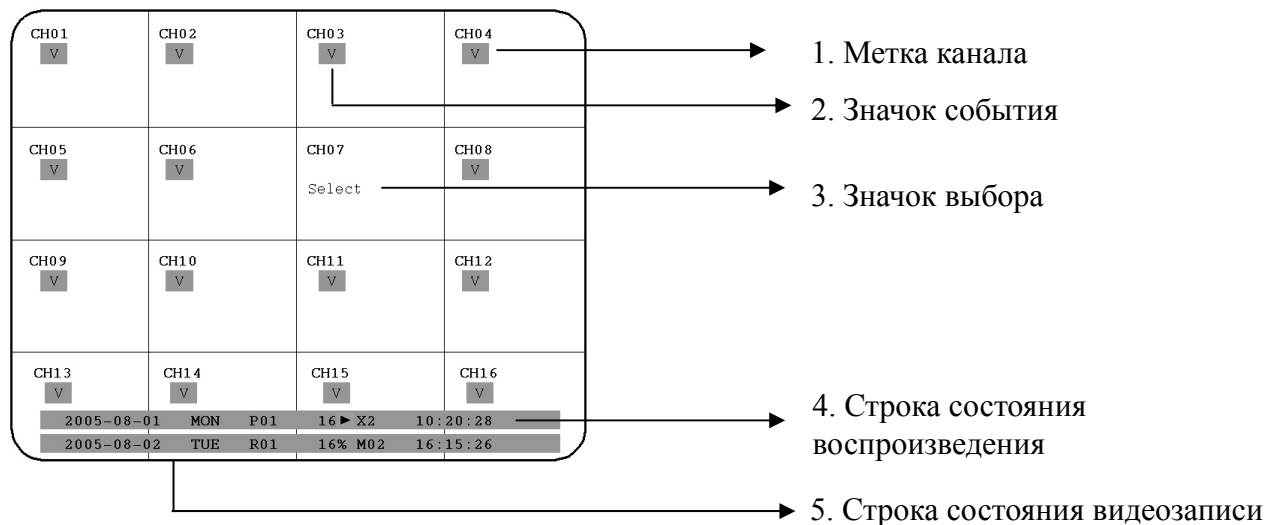 CH01 CH02 CH03 CH04
V V V V
1. Метка канала
2. Значок события
CH05 CH06 CH07 CH08
V V V
Select
3. Значок выбора
CH09 CH10 CH11 CH12
V V V V
CH13 CH14 CH15 CH16
V V V V
2005-08-01 MON P01 16► X2 10:20:28
2005-08-02 TUE R01 16% M02 16:15:26
4. Строка состояния
воспроизведения
5. Строка состояния видеозаписи